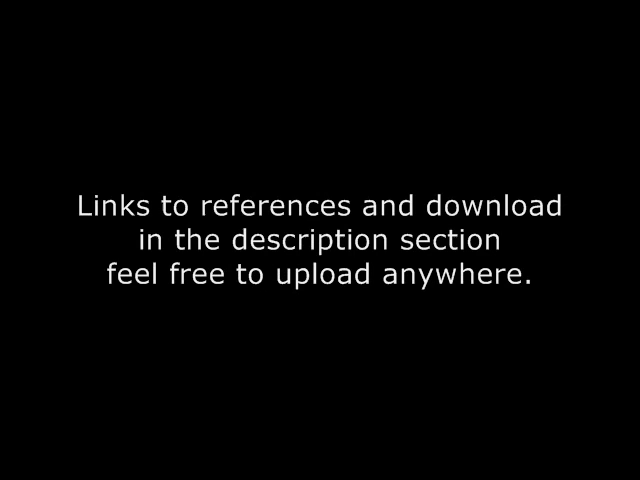 Links to references and download
in the description section
feel free to upload anywhere.